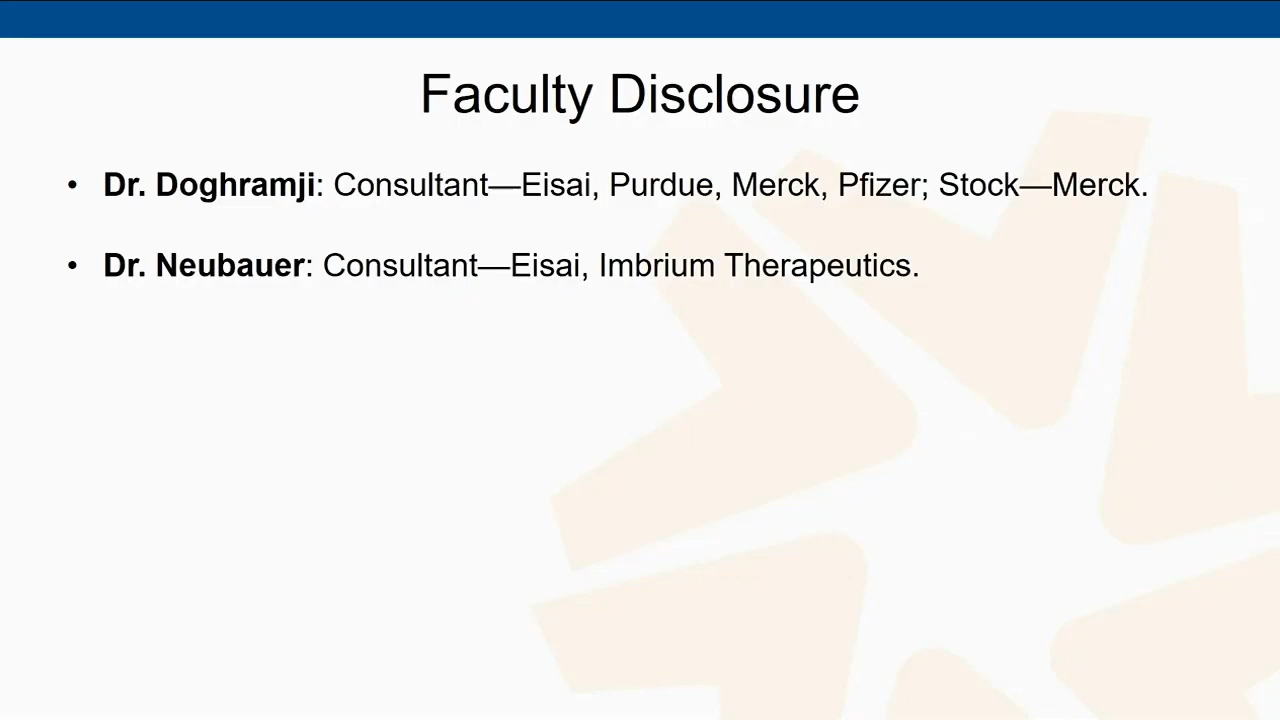 Faculty Disclosure
• Dr. Doghramji: Consultant—Eisai, Purdue, Merck, Pfizer; Stock—Merck.
• Dr. Neubauer: Consultant—Eisai, Imbrium Therapeutics.